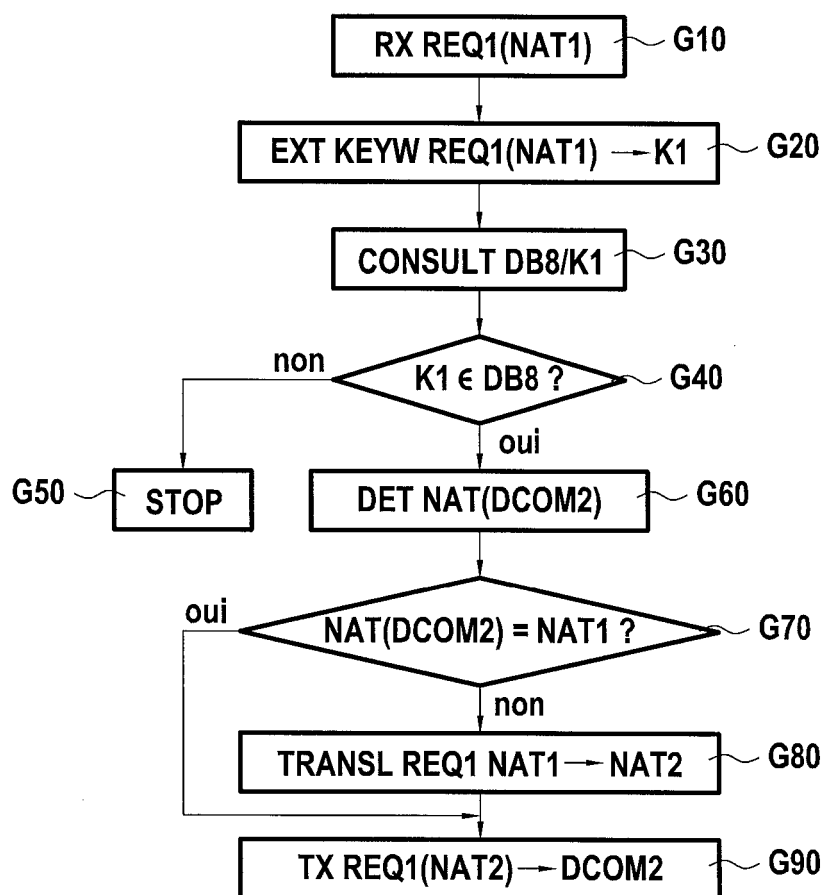 RX REQ1(NAT1) G10
EXT KEYW REQ1(NAT1) → K1 G20
CONSULT DB8/K1 G30
non
K1 ϵ DB8 ? G40
oui
G50 STOP
DET NAT(DCOM2) G60
oui
NAT(DCOM2) = NAT1 ? G70
non
TRANSL REQ1 NAT1 → NAT2 G80
TX REQ1(NAT2) → DCOM2 G90